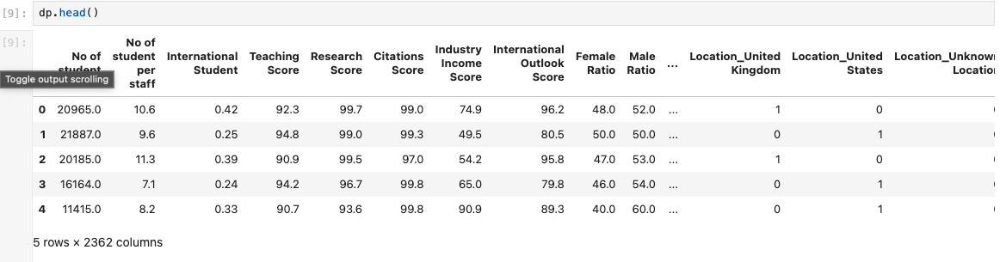 [9]: dp.head()
[9]:
No of student No of student per staff International Student Teaching Score Research Score Citations Score Industry Income Score International Outlook Score Female Ratio Male Ratio ... Location_United Kingdom Location_United States Location_Unknown
Toggle output scrolling
0 20965.0 10.6 0.42 92.3 99.7 99.0 74.9 96.2 48.0 52.0 ... 1 0
1 21887.0 9.6 0.25 94.8 99.0 99.3 49.5 80.5 50.0 50.0 ... 0 1
2 20185.0 11.3 0.39 90.9 99.5 97.0 54.2 95.8 47.0 53.0 ... 1 0
3 16164.0 7.1 0.24 94.2 96.7 99.8 65.0 79.8 46.0 54.0 ... 0 1
4 11415.0 8.2 0.33 90.7 93.6 99.8 90.9 89.3 40.0 60.0 ... 0 1
5 rows × 2362 columns